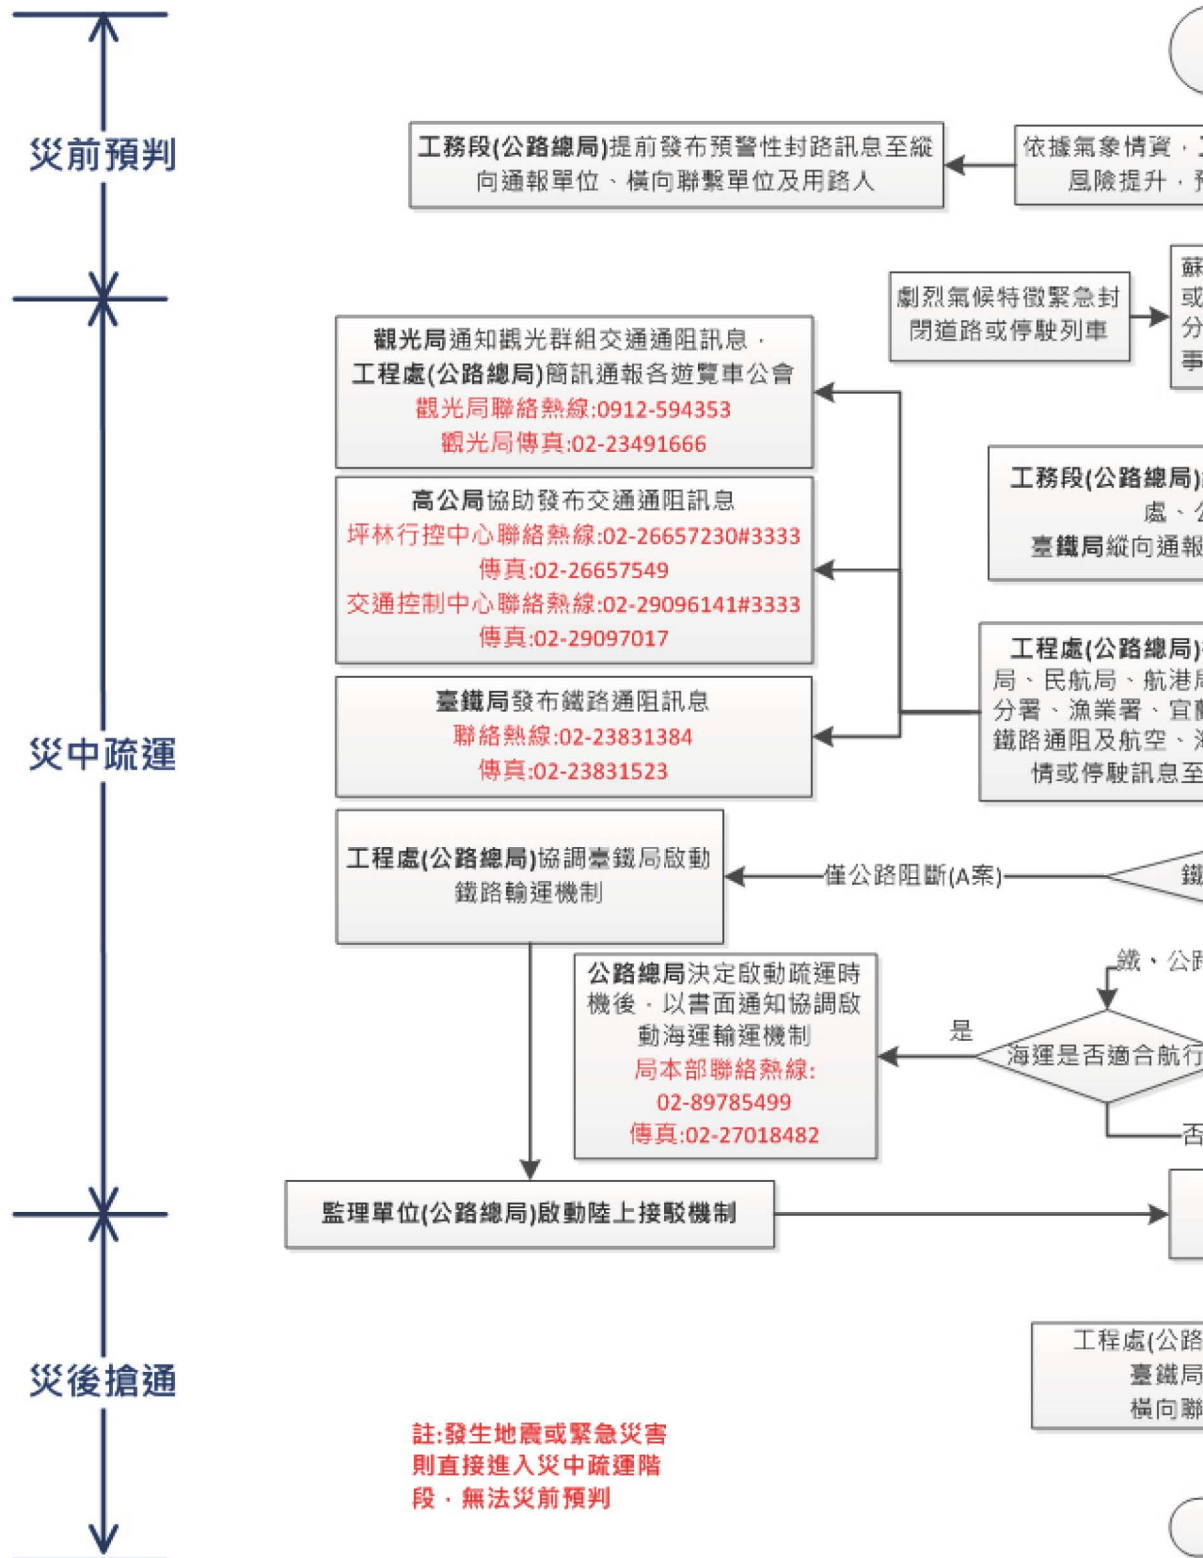 災前預判
工務段(公路總局)提前發布預警性封路訊息至縱
向通報單位、橫向聯繫單位及用路人
依據氣象情資，
風險提升，
劇烈氣候特徵緊急封
閉道路或停駛列車
蘇
或
分
事
觀光局通知觀光群組交通通阻訊息，
工程處(公路總局)簡訊通報各遊覽車公會
觀光局聯絡熱線:0912-594353
觀光局傳真:02-23491666
高公局協助發布交通通阻訊息
坪林行控中心聯絡熱線:02-26657230#3333
傳真:02-26657549
交通控制中心聯絡熱線:02-29096141#3333
傳真:02-29097017
工務段(公路總局)
處、
臺鐵局縱向通報
臺鐵局發布鐵路通阻訊息
聯絡熱線:02-23831384
傳真:02-23831523
工程處(公路總局)
局、民航局、航港局
分署、漁業署、宜蘭
鐵路通阻及航空、
情或停駛訊息至
災中疏運
工程處(公路總局)協調臺鐵局啟動
鐵路輸運機制
僅公路阻斷(A案)
鐵
公路總局決定啟動疏運時
機後，以書面通知協調啟
動海運輸運機制
局本部聯絡熱線:
02-89785499
傳真:02-27018482
鐵、公路
是
海運是否適合航行
否
監理單位(公路總局)啟動陸上接駁機制
災後搶通
工程處(公路
臺鐵局
橫向聯
註:發生地震或緊急災害
則直接進入災中疏運階
段，無法災前預判